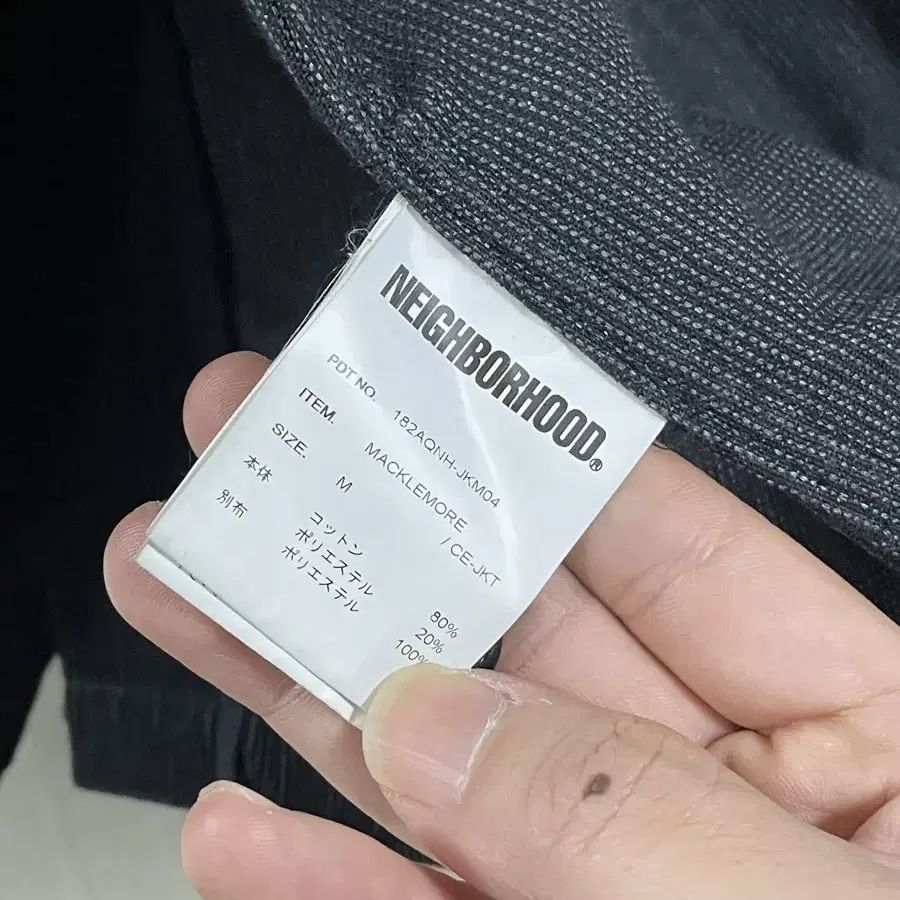 NEIGHBORHOOD®
PDT NO. 182AQNH-JKM04
ITEM. MACKLEMORE / CE-JKT
SIZE. M
本体 コットン 80%
ポリエステル 20%
別布 ポリエステル 100%